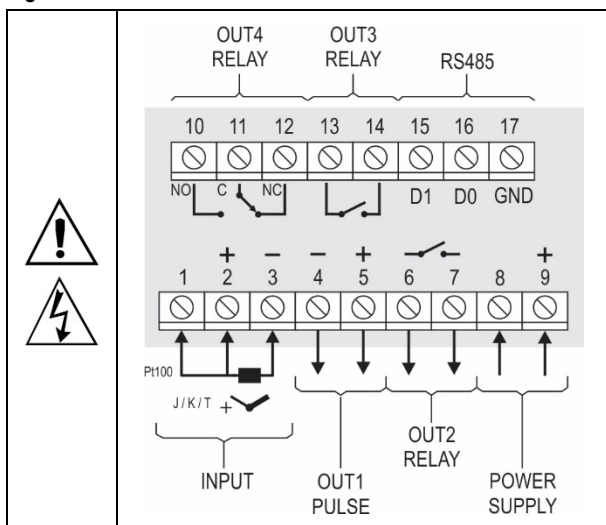 OUT4 OUT3
RELAY RELAY RS485
10 11 12 13 14 15 16 17
NO C NC D1 D0 GND
+ − − + +
1 2 3 4 5 6 7 8 9
Pt100
J/K/T +
INPUT OUT1 OUT2 POWER
PULSE RELAY SUPPLY